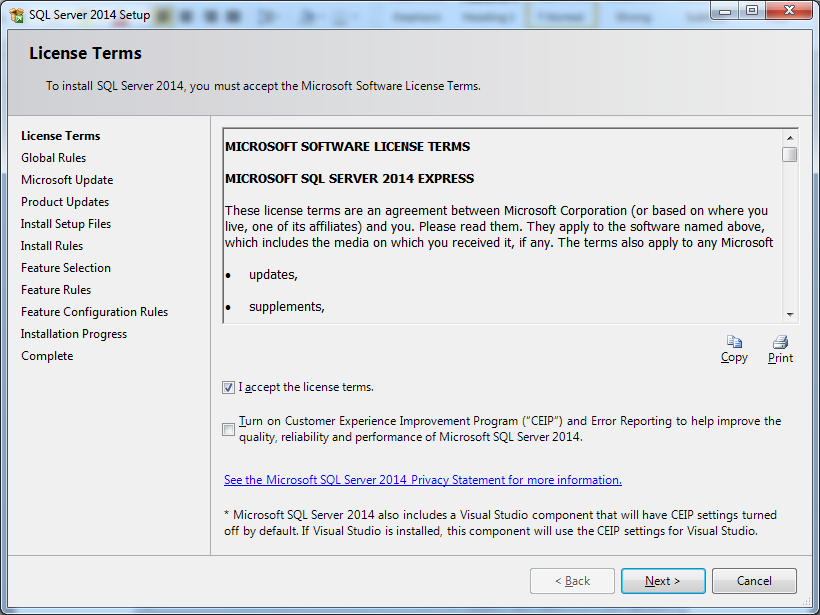 SQL Server 2014 Setup
Emphasis
Heading 1
Strong
License Terms
To install SQL Server 2014, you must accept the Microsoft Software License Terms.
License Terms
Global Rules
Microsoft Update
Product Updates
Install Setup Files
Install Rules
Feature Selection
Feature Rules
Feature Configuration Rules
Installation Progress
Complete
MICROSOFT SOFTWARE LICENSE TERMS
MICROSOFT SQL SERVER 2014 EXPRESS
These license terms are an agreement between Microsoft Corporation (or based on where you
live, one of its affiliates) and you. Please read them. They apply to the software named above,
which includes the media on which you received it, if any. The terms also apply to any Microsoft
• updates,
• supplements,
Copy
Print
I accept the license terms.
Turn on Customer Experience Improvement Program ("CEIP") and Error Reporting to help improve the
quality, reliability and performance of Microsoft SQL Server 2014.
See the Microsoft SQL Server 2014 Privacy Statement for more information.
* Microsoft SQL Server 2014 also includes a Visual Studio component that will have CEIP settings turned
off by default. If Visual Studio is installed, this component will use the CEIP settings for Visual Studio.
< Back
Next >
Cancel